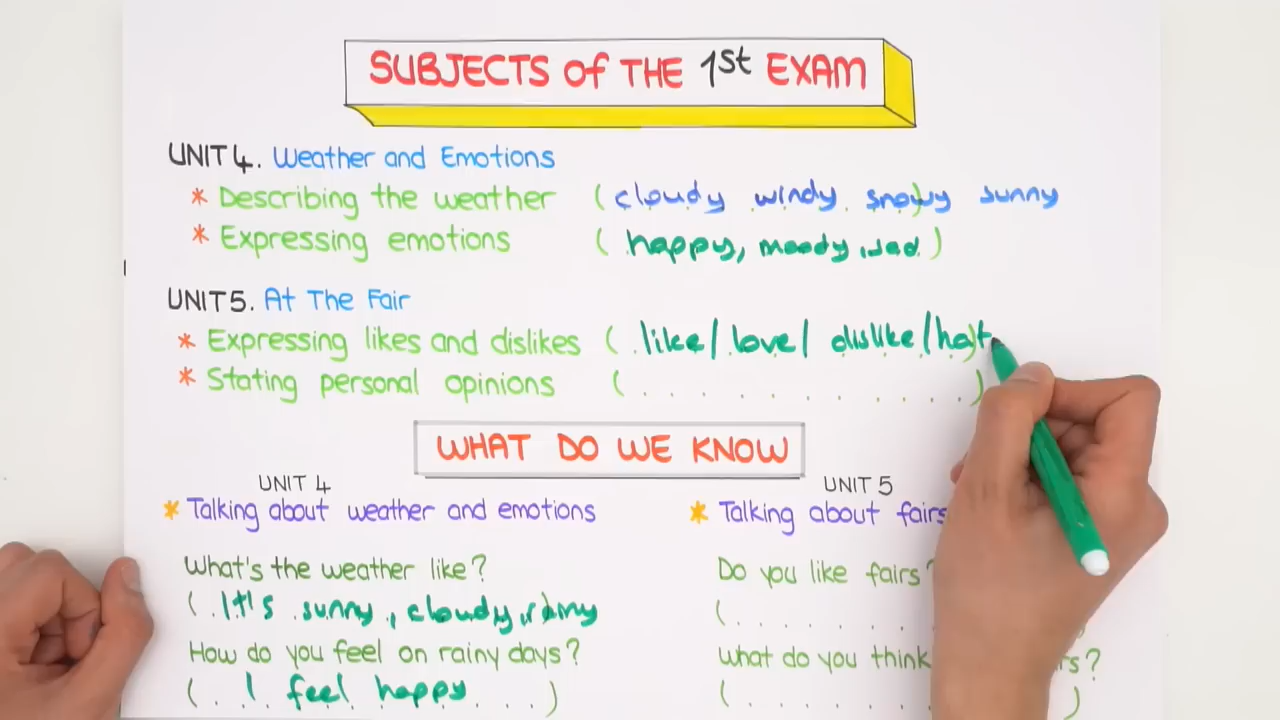 SUBJECTS of THE 1st EXAM
UNIT 4. Weather and Emotions
* Describing the weather (cloudy windy snowy sunny)
* Expressing emotions (happy, moody, sad)
UNIT 5. At The Fair
* Expressing likes and dislikes (like/love/ dislike/hat)
* Stating personal opinions (. . . . . . . . . . .)
WHAT DO WE KNOW
UNIT 4
* Talking about weather and emotions
What's the weather like?
(It's sunny, cloudy, rainy
How do you feel on rainy days?
(. I feel happy . . . )
UNIT 5
* Talking about fairs
Do you like fairs?
(. . . . . . . .
What do you think
(. . . . . . . . )